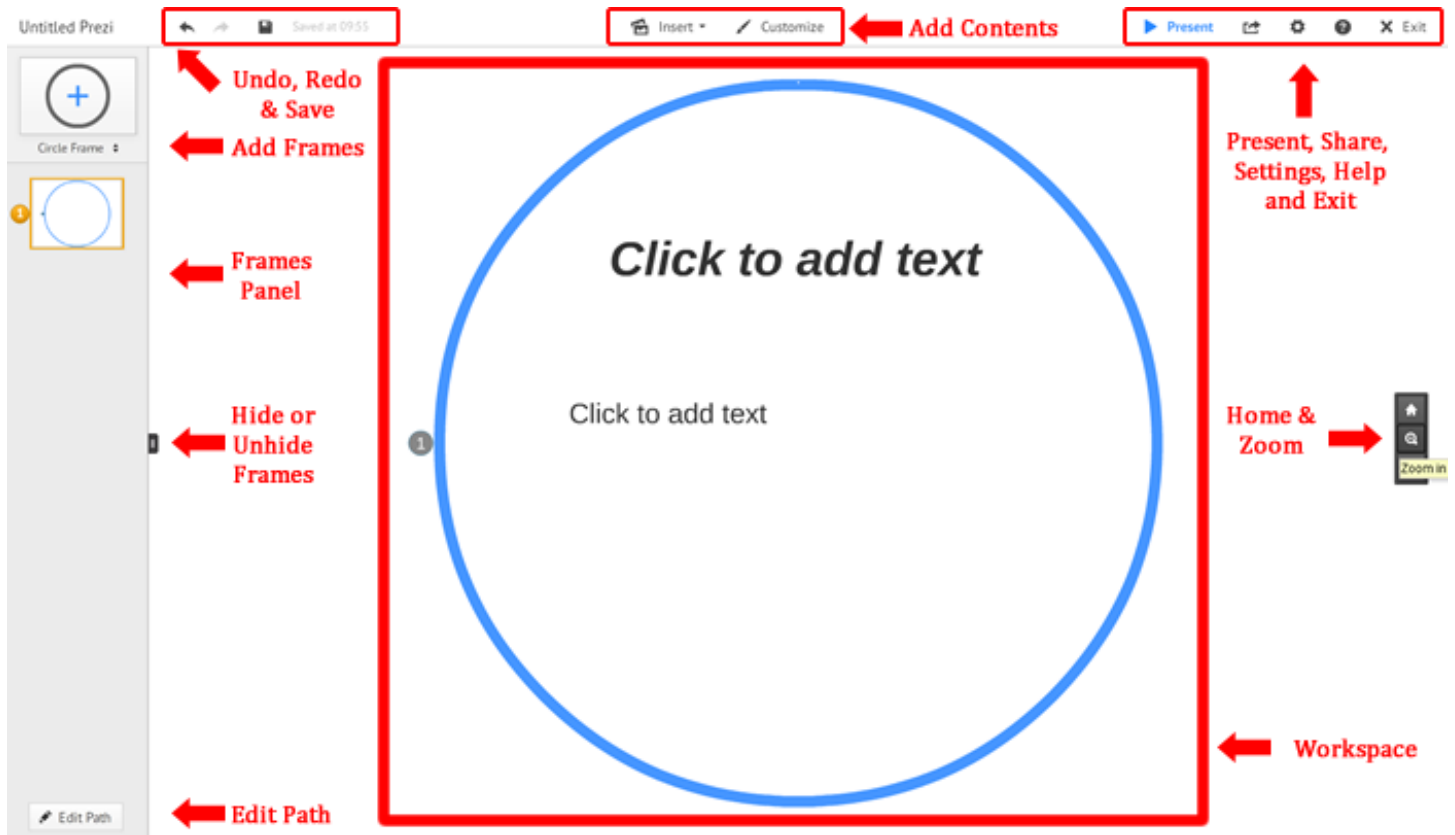 Untitled Prezi
Saved at 09:55
Insert
Customize
Add Contents
Present
Exit
Undo, Redo
& Save
Circle Frame
Add Frames
Present, Share,
Settings, Help
and Exit
1
Click to add text
Frames
Panel
Click to add text
1
Hide or
Unhide
Frames
Home &
Zoom
Zoom in
Workspace
Edit Path
Edit Path